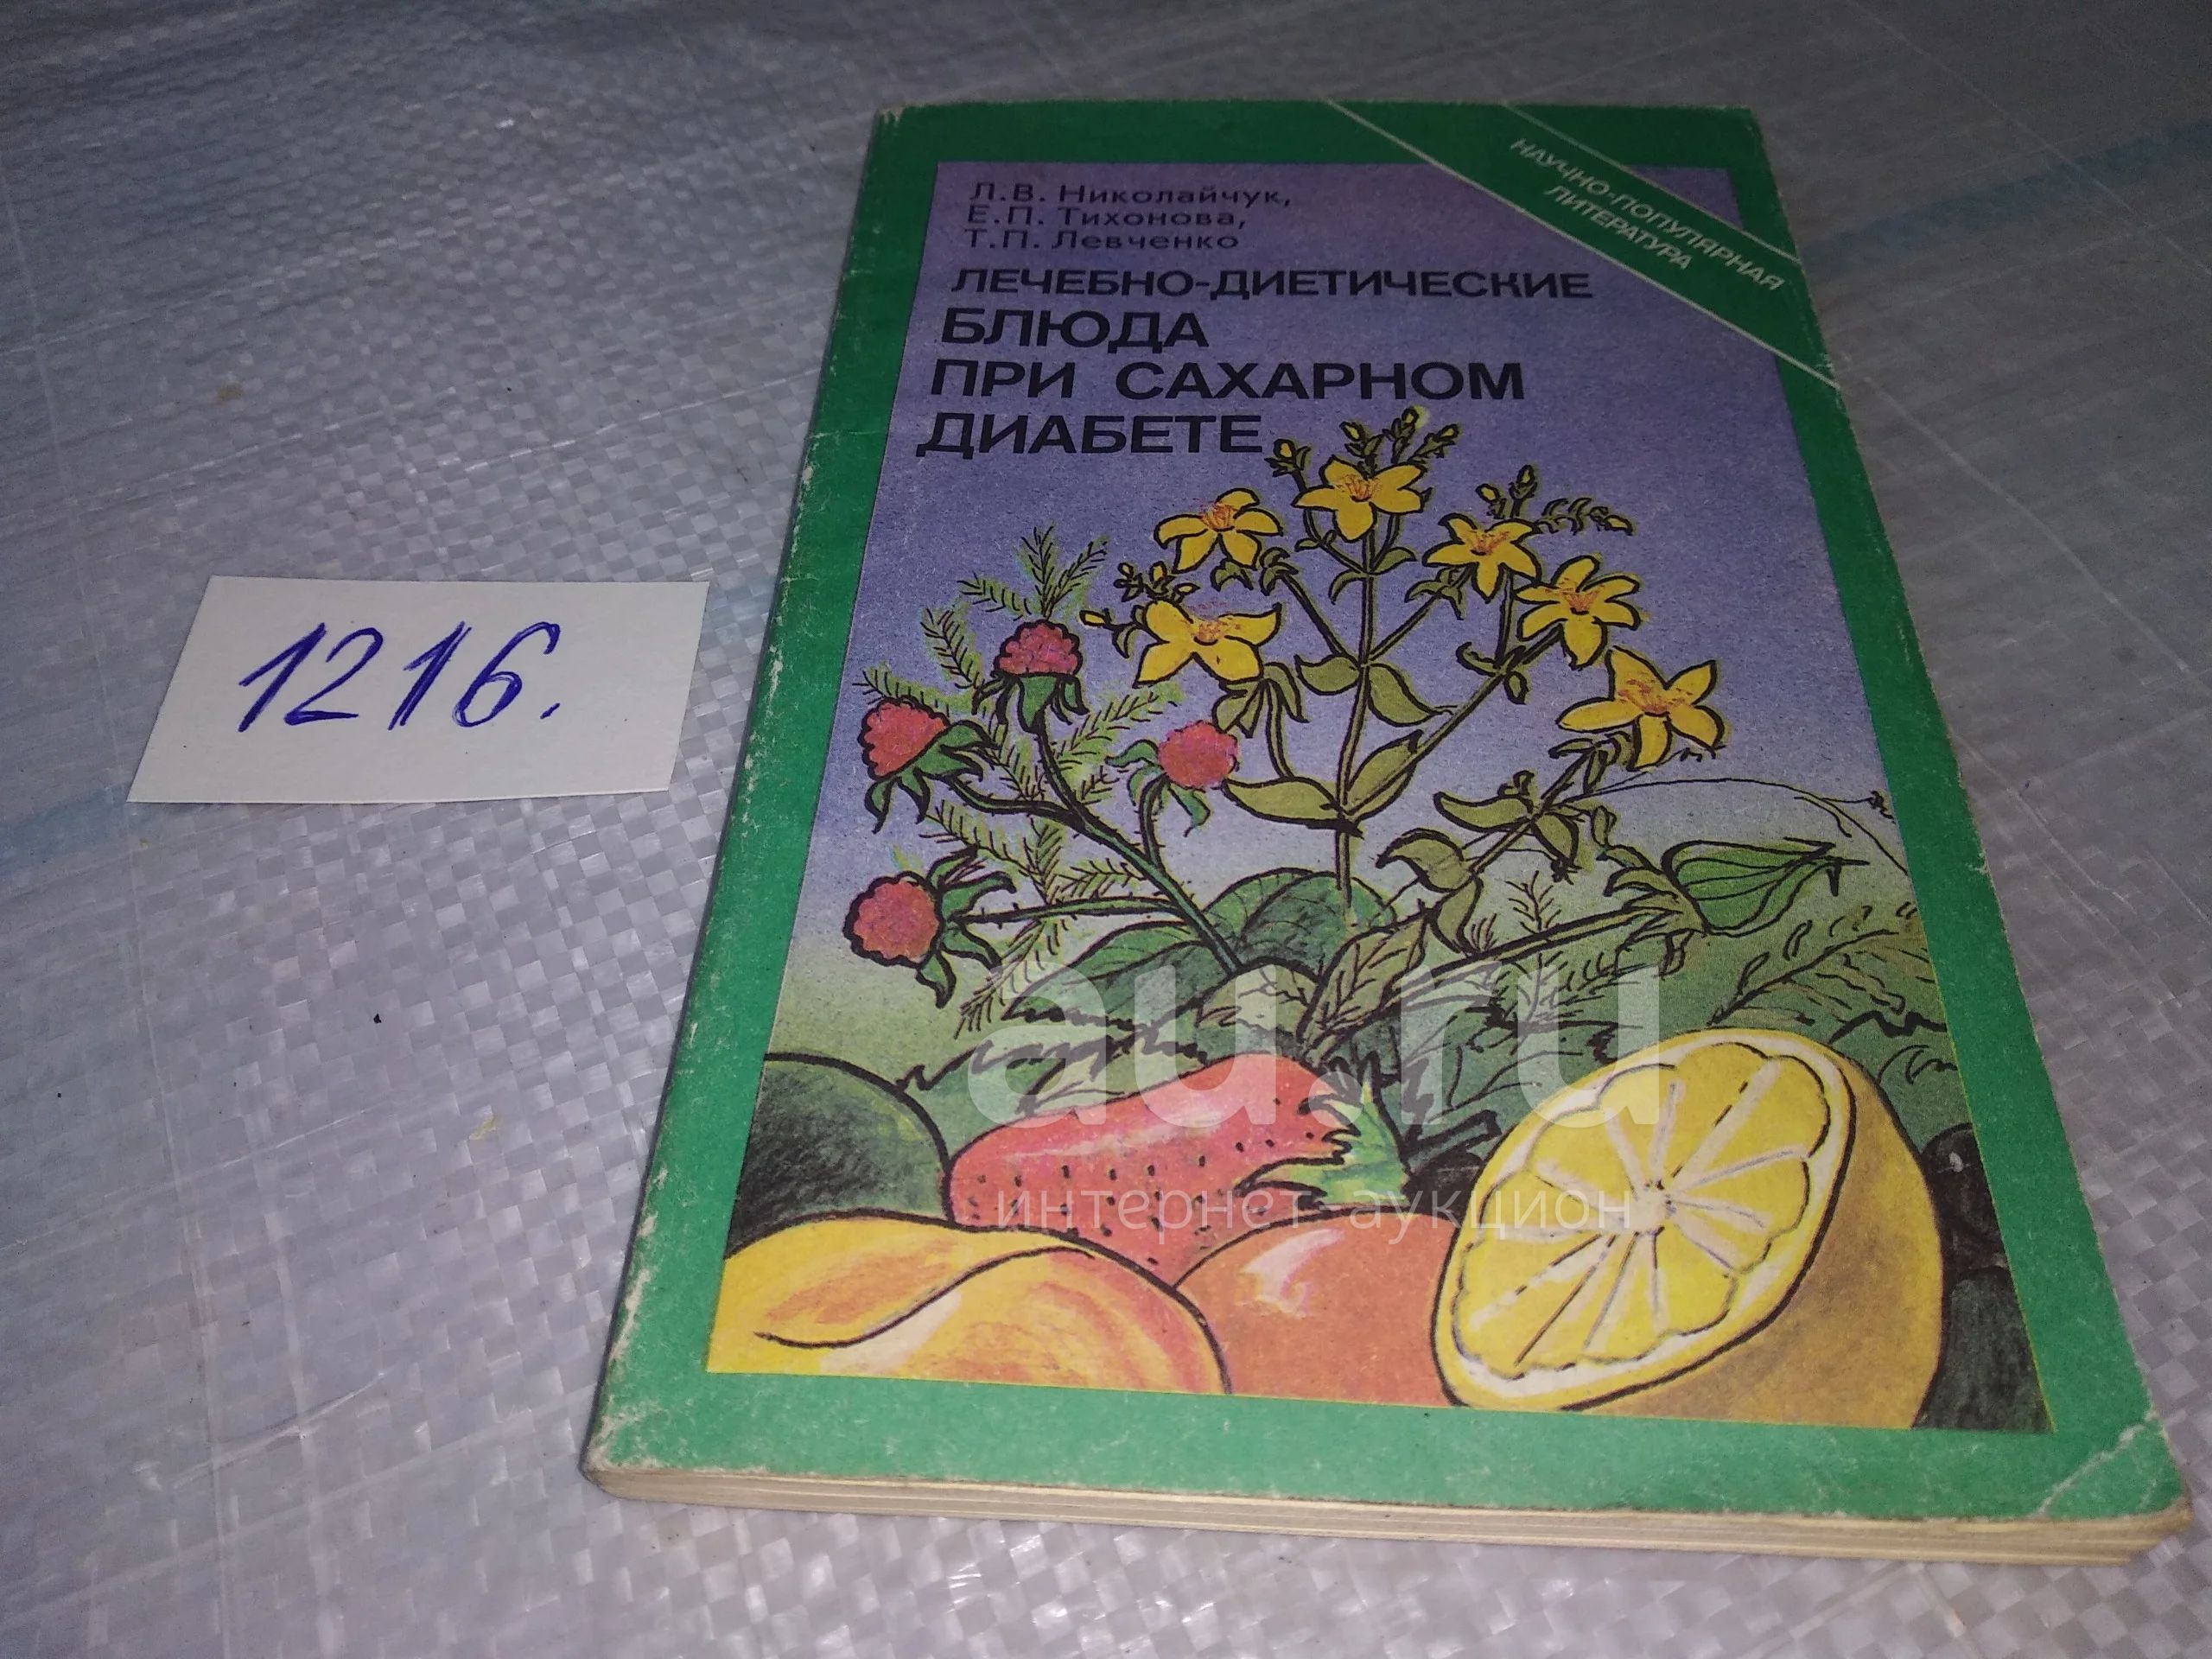 НАУЧНО-ПОПУЛЯРНАЯ
ЛИТЕРАТУРА
Л.В. Николайчук,
Е.П. Тихонова,
Т.П. Левченко
ЛЕЧЕБНО-ДИЕТИЧЕСКИЕ
БЛЮДА
ПРИ САХАРНОМ
ДИАБЕТЕ
1216.
au.ru
интернет-аукцион